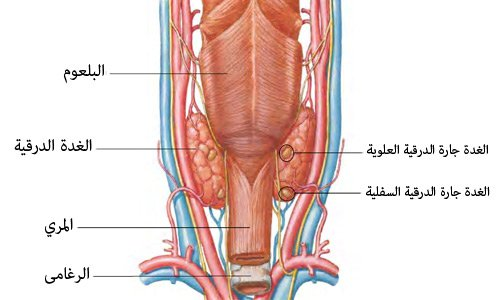 البلعوم
الغدة الدرقية
الغدة جارة الدرقية العلوية
الغدة جارة الدرقية السفلية
المري
الرغامى